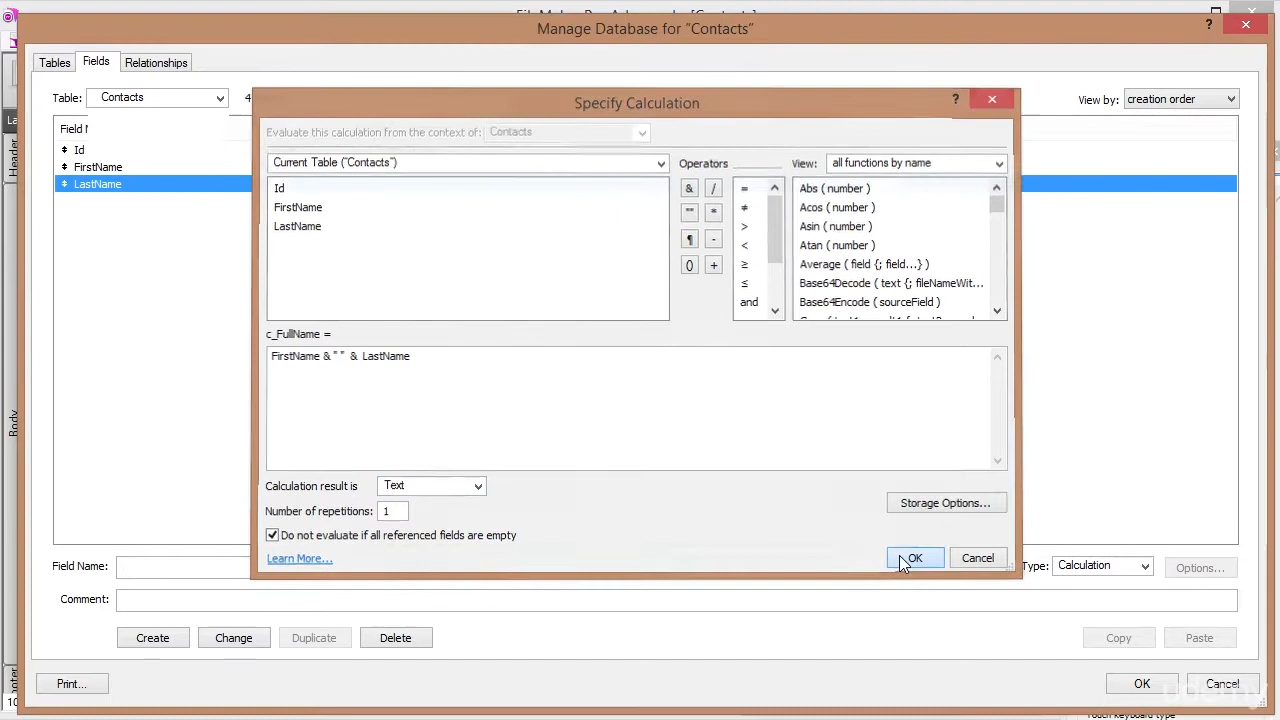 Manage Database for "Contacts"
?
Tables Fields Relationships
Table: Contacts
View by: creation order
Id
FirstName
LastName
Specify Calculation
?
Evaluate this calculation from the context of: Contacts
Current Table ("Contacts")
Id
FirstName
LastName
Operators
& /
"" *
¶ -
() +
=
≠
>
<
≥
≤
and
View: all functions by name
Abs ( number )
Acos ( number )
Asin ( number )
Atan ( number )
Average ( field {; field...} )
Base64Decode ( text {; fileNameWit...
Base64Encode ( sourceField )
c_FullName =
FirstName & " " & LastName
Calculation result is Text
Number of repetitions: 1
Storage Options...
Do not evaluate if all referenced fields are empty
Learn More...
OK Cancel
Field Name:
Type: Calculation
Options...
Comment:
Create Change Duplicate Delete
Copy Paste
Print...
OK Cancel
udemy
Header
Body